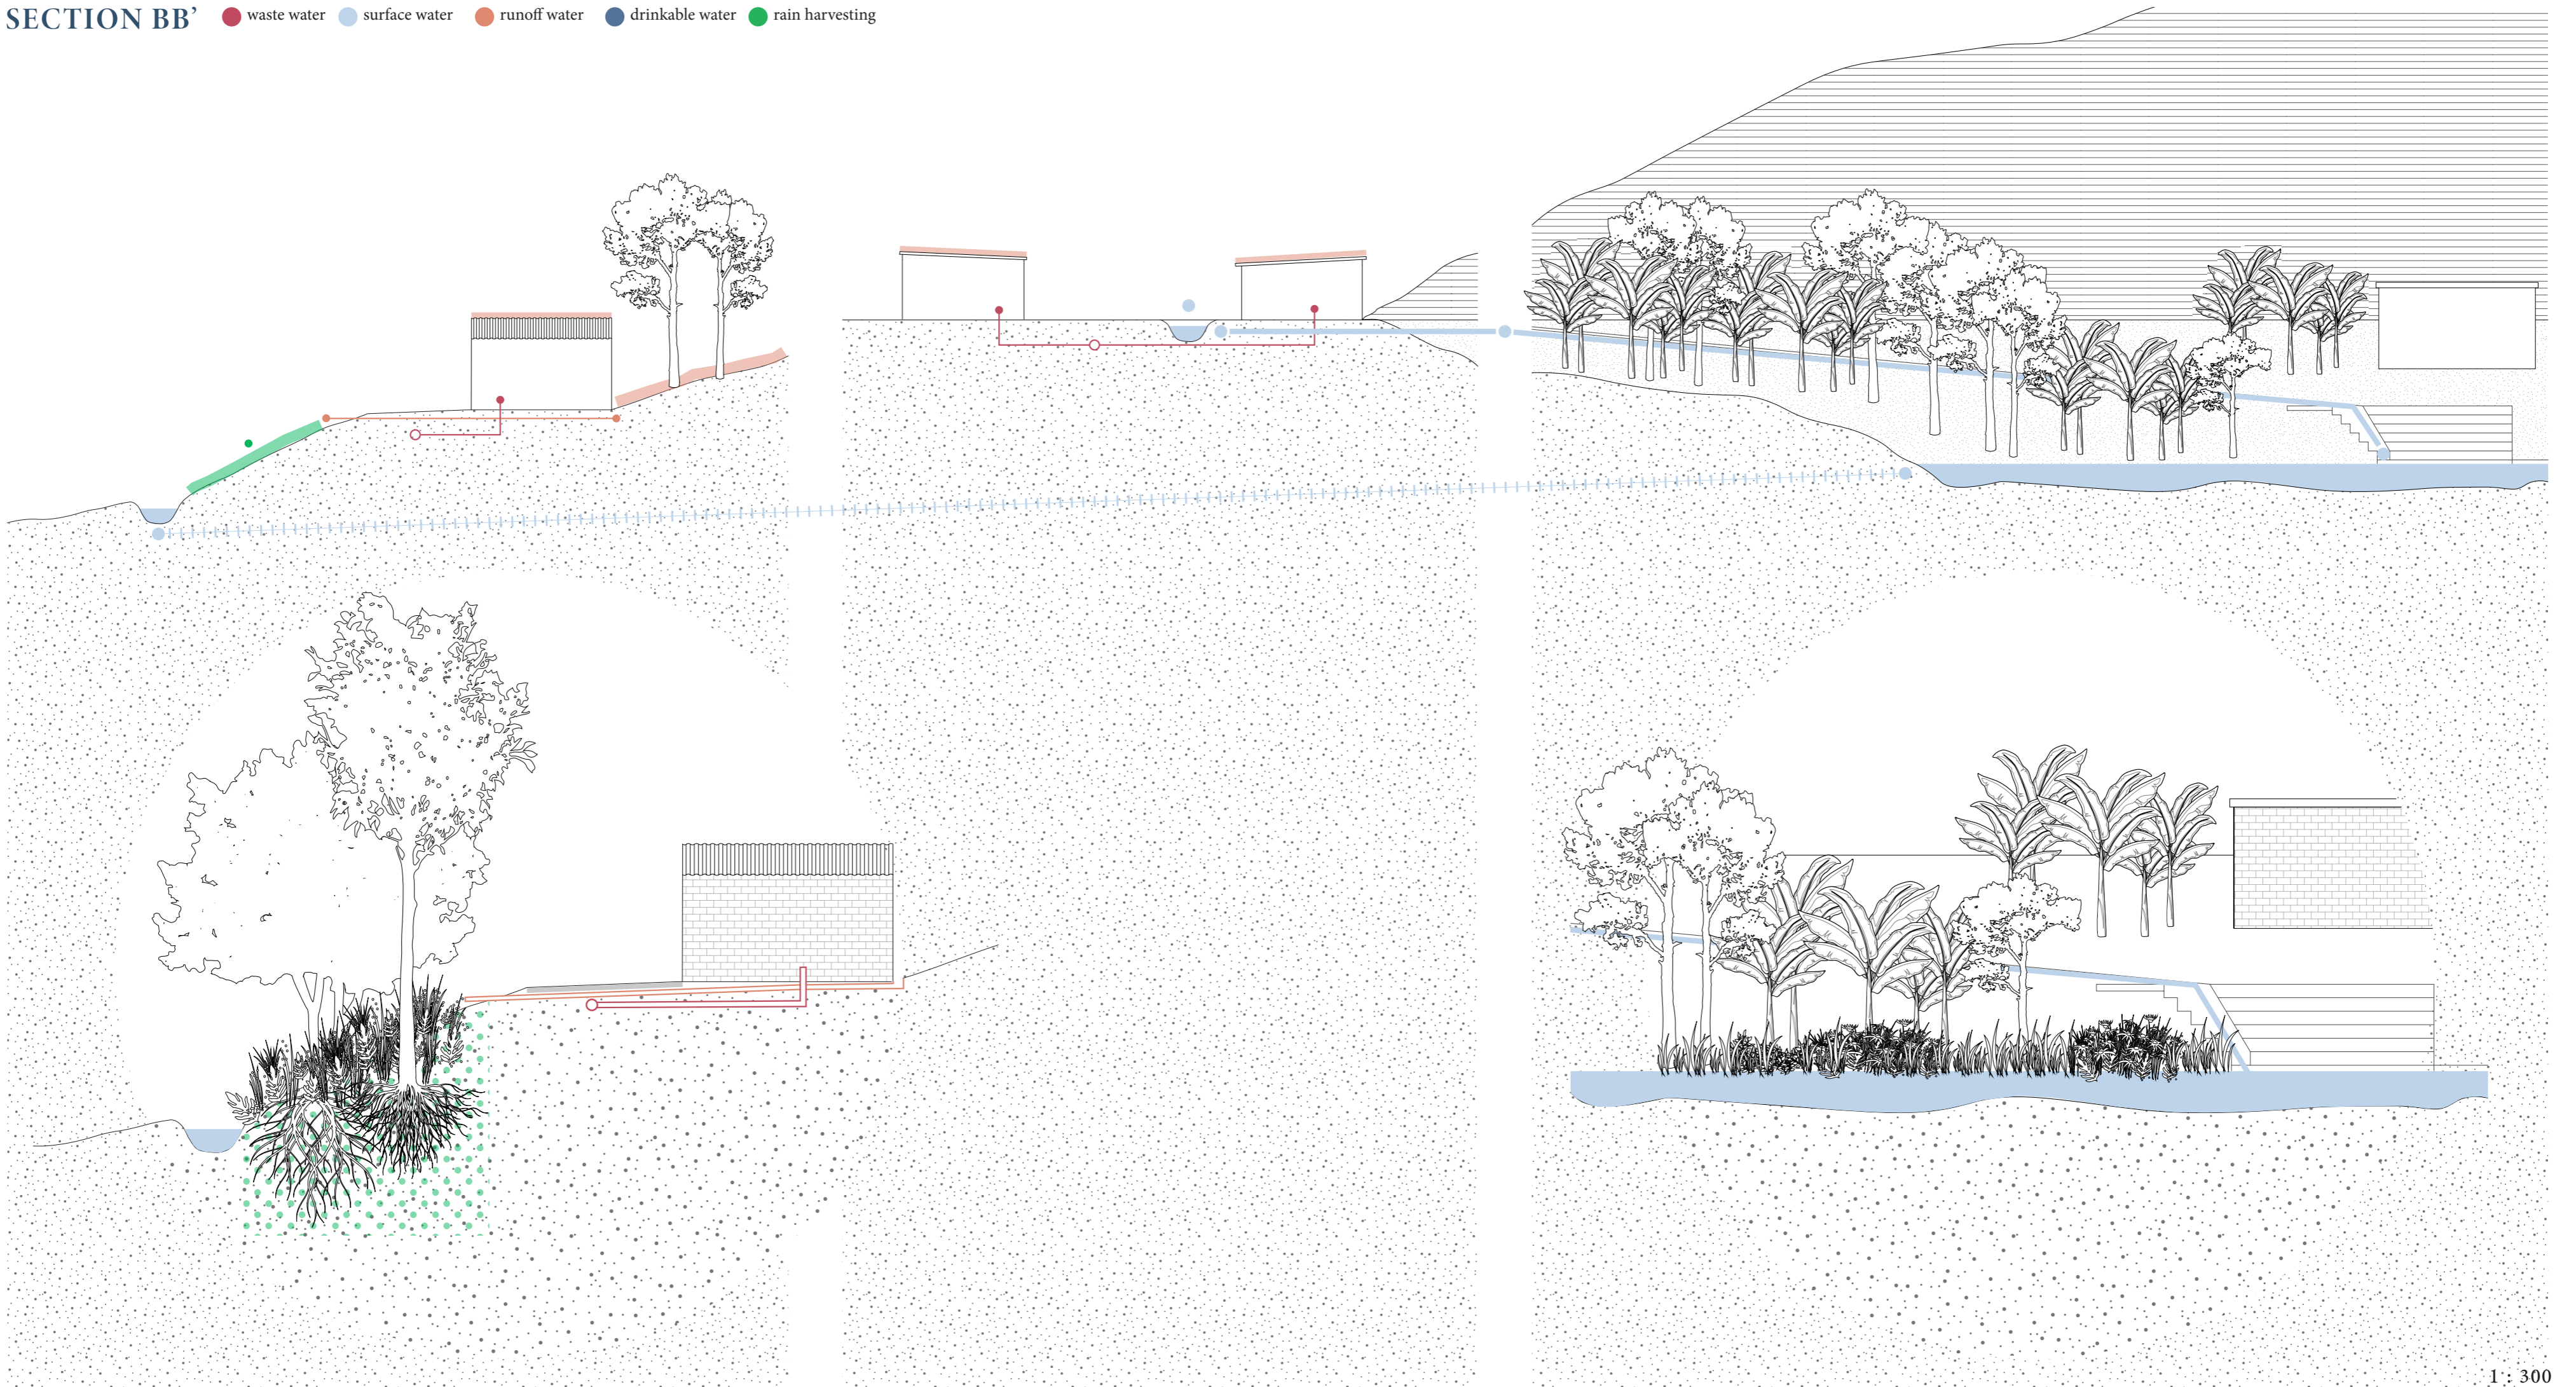 SECTION BB’ waste water surface water runoff water drinkable water rain harvesting
1 : 300